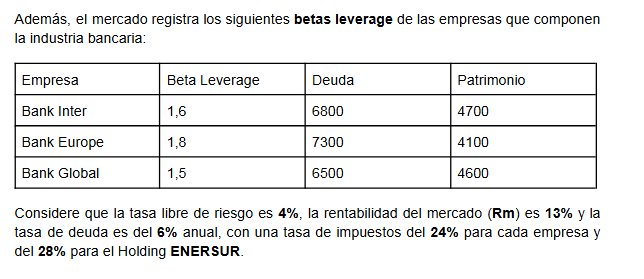 Además, el mercado registra los siguientes betas leverage de las empresas que componen
la industria bancaria:
Empresa Beta Leverage Deuda Patrimonio
Bank Inter 1,6 6800 4700
Bank Europe 1,8 7300 4100
Bank Global 1,5 6500 4600
Considere que la tasa libre de riesgo es 4%, la rentabilidad del mercado (Rm) es 13% y la
tasa de deuda es del 6% anual, con una tasa de impuestos del 24% para cada empresa y
del 28% para el Holding ENERSUR.